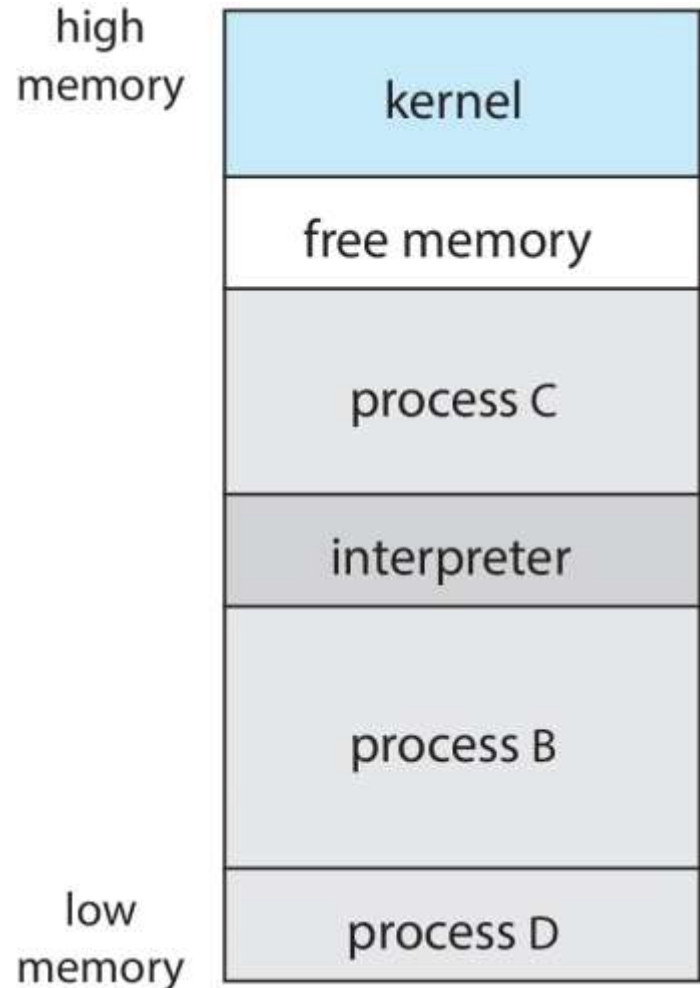 high
memory
kernel
free memory
process C
interpreter
process B
low
memory
process D